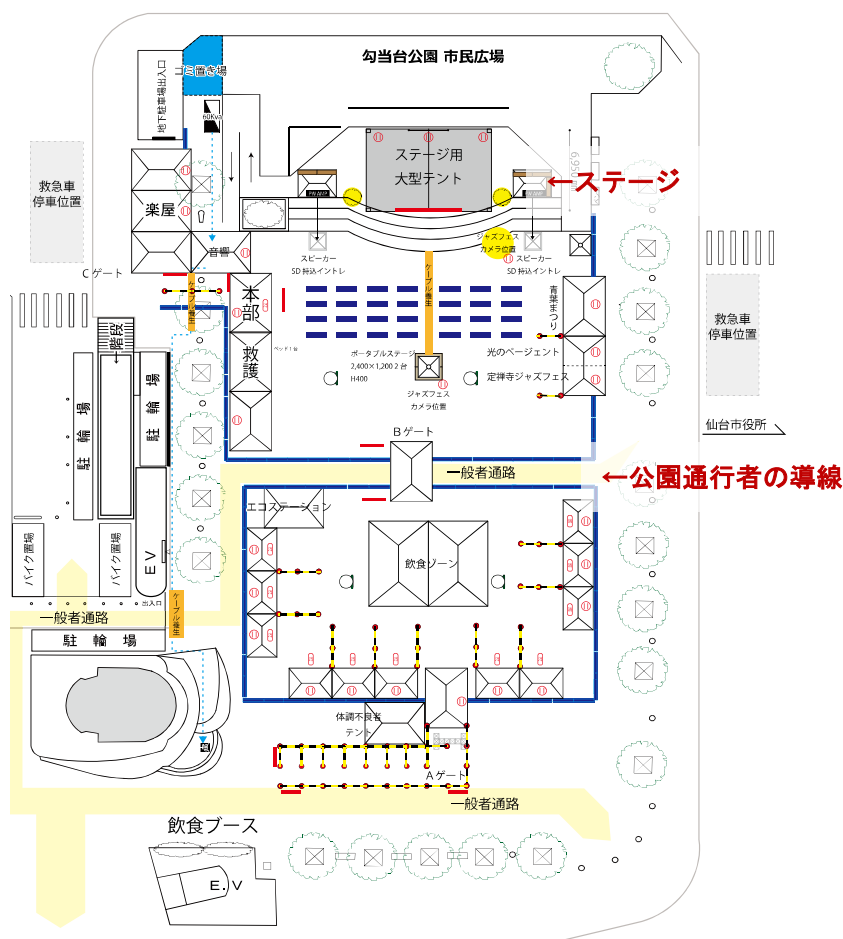 勾当台公園 市民広場
ゴミ置き場
地下駐車場出入口
60Kva
ステージ用
大型テント
←ステージ
救急車
停車位置
楽屋
音響
Cゲート
スピーカー
SD 持込イントレ
ジャズフェス
カメラ位置
スピーカー
SD 持込イントレ
ケーブル養生
ケーブル養生
本部
救護
ベッド1台
青葉まつり
光のページェント
定禅寺ジャズフェス
救急車
停車位置
仙台市役所
ポータブルステージ
2,400×1,200 2 台
H400
ジャズフェス
カメラ位置
階段
駐輪場
駐輪場
Bゲート
一般者通路
←公園通行者の導線
エコステーション
飲食ゾーン
バイク置場
バイク置場
EV
出入口
ケーブル養生
一般者通路
駐輪場
体調不良者
テント
Aゲート
一般者通路
飲食ブース
E.V